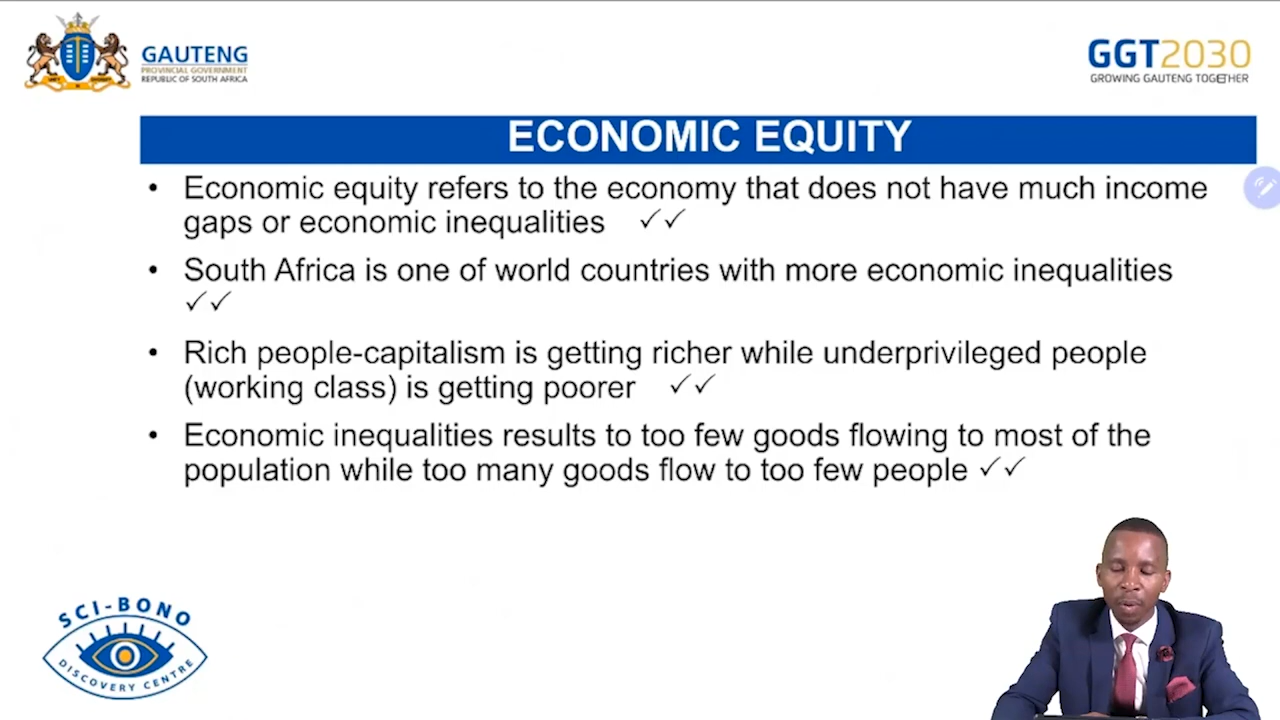 GAUTENG
PROVINCIAL GOVERNMENT
REPUBLIC OF SOUTH AFRICA
GGT2030
GROWING GAUTENG TOGETHER
ECONOMIC EQUITY
• Economic equity refers to the economy that does not have much income
gaps or economic inequalities ✓✓
• South Africa is one of world countries with more economic inequalities
✓✓
• Rich people-capitalism is getting richer while underprivileged people
(working class) is getting poorer ✓✓
• Economic inequalities results to too few goods flowing to most of the
population while too many goods flow to too few people ✓✓
SCI-BONO
DISCOVERY CENTRE